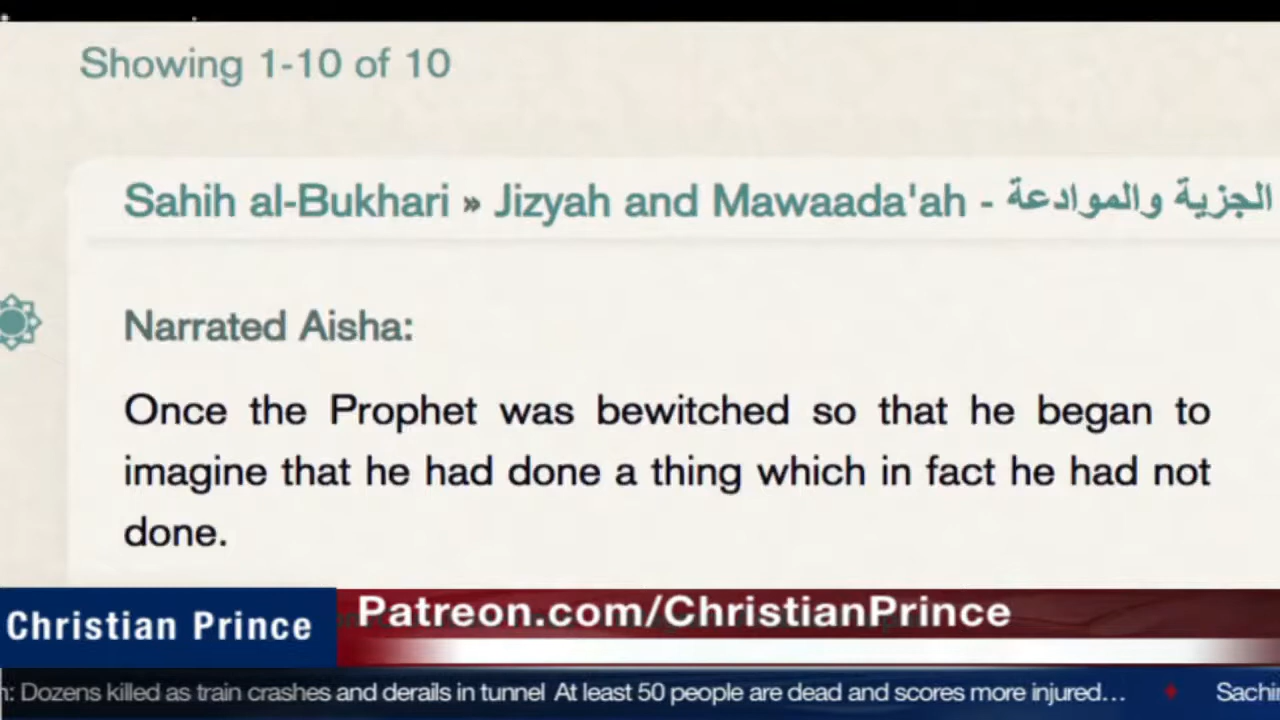 Showing 1-10 of 10
Sahih al-Bukhari » Jizyah and Mawaada'ah - الجزية والموادعة
Narrated Aisha:
Once the Prophet was bewitched so that he began to
imagine that he had done a thing which in fact he had not
done.
Christian Prince
Patreon.com/ChristianPrince
Dozens killed as train crashes and derails in tunnel At least 50 people are dead and scores more injured...